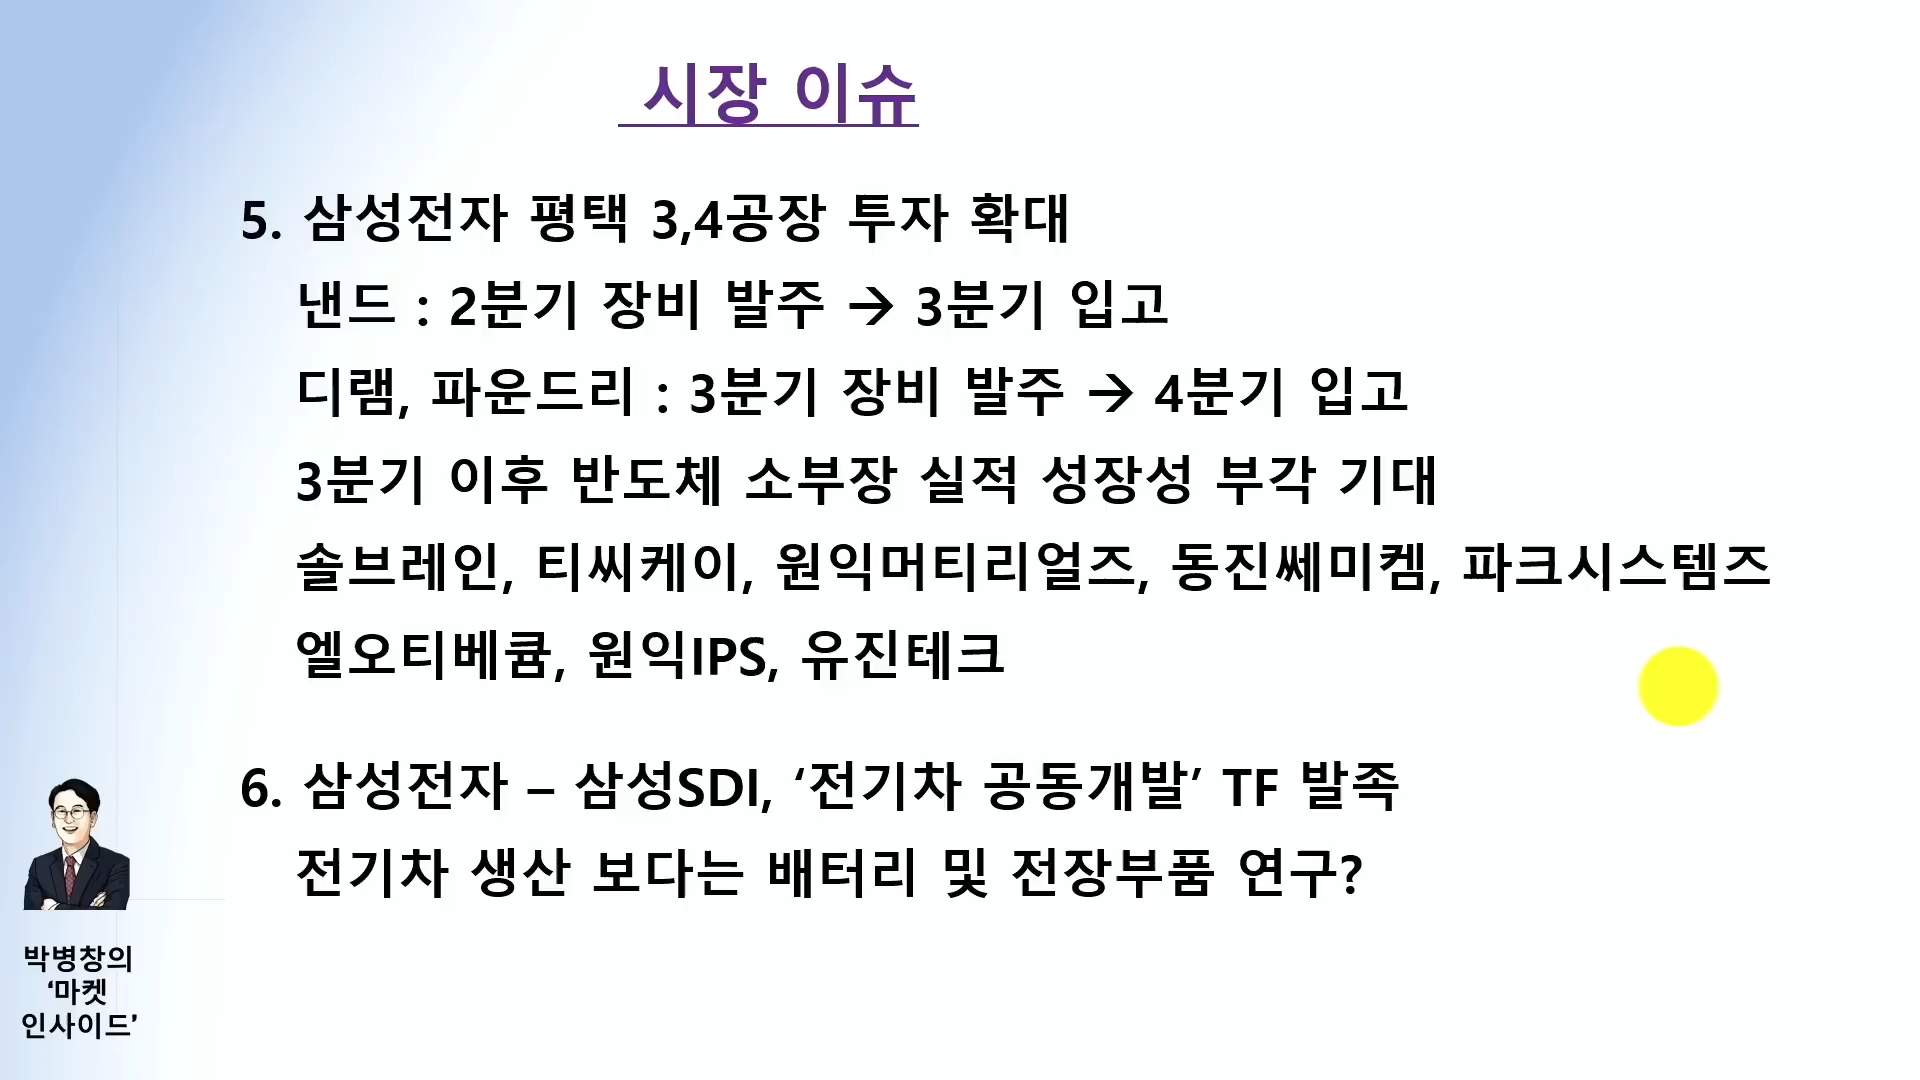 시장 이슈
5. 삼성전자 평택 3,4공장 투자 확대
낸드 : 2분기 장비 발주 → 3분기 입고
디램, 파운드리 : 3분기 장비 발주 → 4분기 입고
3분기 이후 반도체 소부장 실적 성장성 부각 기대
솔브레인, 티씨케이, 원익머티리얼즈, 동진쎄미켐, 파크시스템즈
엘오티베큠, 원익IPS, 유진테크
6. 삼성전자 – 삼성SDI, ‘전기차 공동개발’ TF 발족
전기차 생산 보다는 배터리 및 전장부품 연구?
박병창의
‘마켓
인사이드’